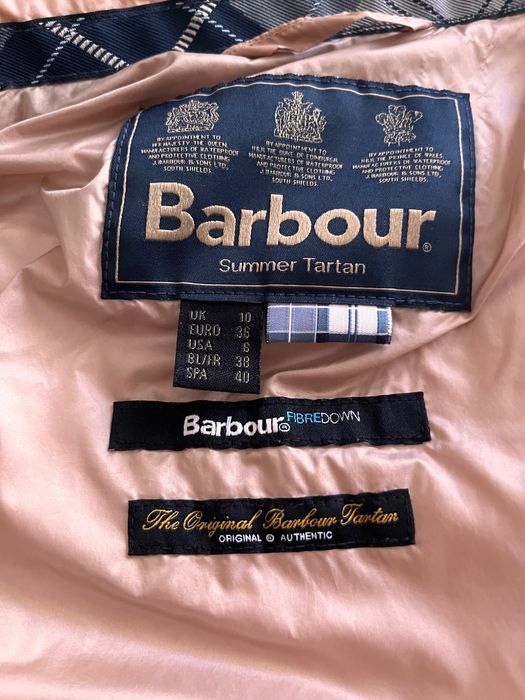 BY APPOINTMENT TO
HER MAJESTY THE QUEEN
MANUFACTURERS OF WATERPROOF
AND PROTECTIVE CLOTHING
J. BARBOUR & SONS LTD.
SOUTH SHIELDS.
BY APPOINTMENT TO
H.R.H. THE DUKE OF EDINBURGH
MANUFACTURERS OF WATERPROOF
AND PROTECTIVE CLOTHING
J. BARBOUR & SONS LTD.
SOUTH SHIELDS.
BY APPOINTMENT TO
H.R.H. THE PRINCE OF WALES
MANUFACTURERS OF WATERPROOF
AND PROTECTIVE CLOTHING
J. BARBOUR & SONS LTD.
SOUTH SHIELDS.
Barbour®
Summer Tartan
UK 10
EURO 36
USA 6
BL/FR 38
SPA 40
Barbour® FIBREDOWN
The Original Barbour Tartan
ORIGINAL © AUTHENTIC